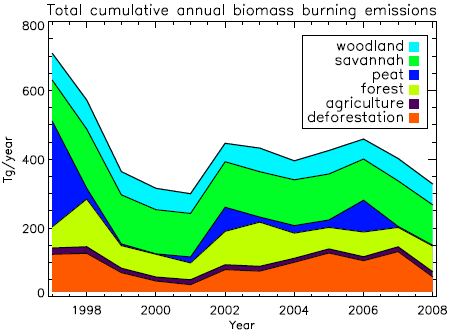 Total cumulative annual biomass burning emissions
800
600
400
200
0
Tg/year
woodland
savannah
peat
forest
agriculture
deforestation
1998 2000 2002 2004 2006 2008
Year